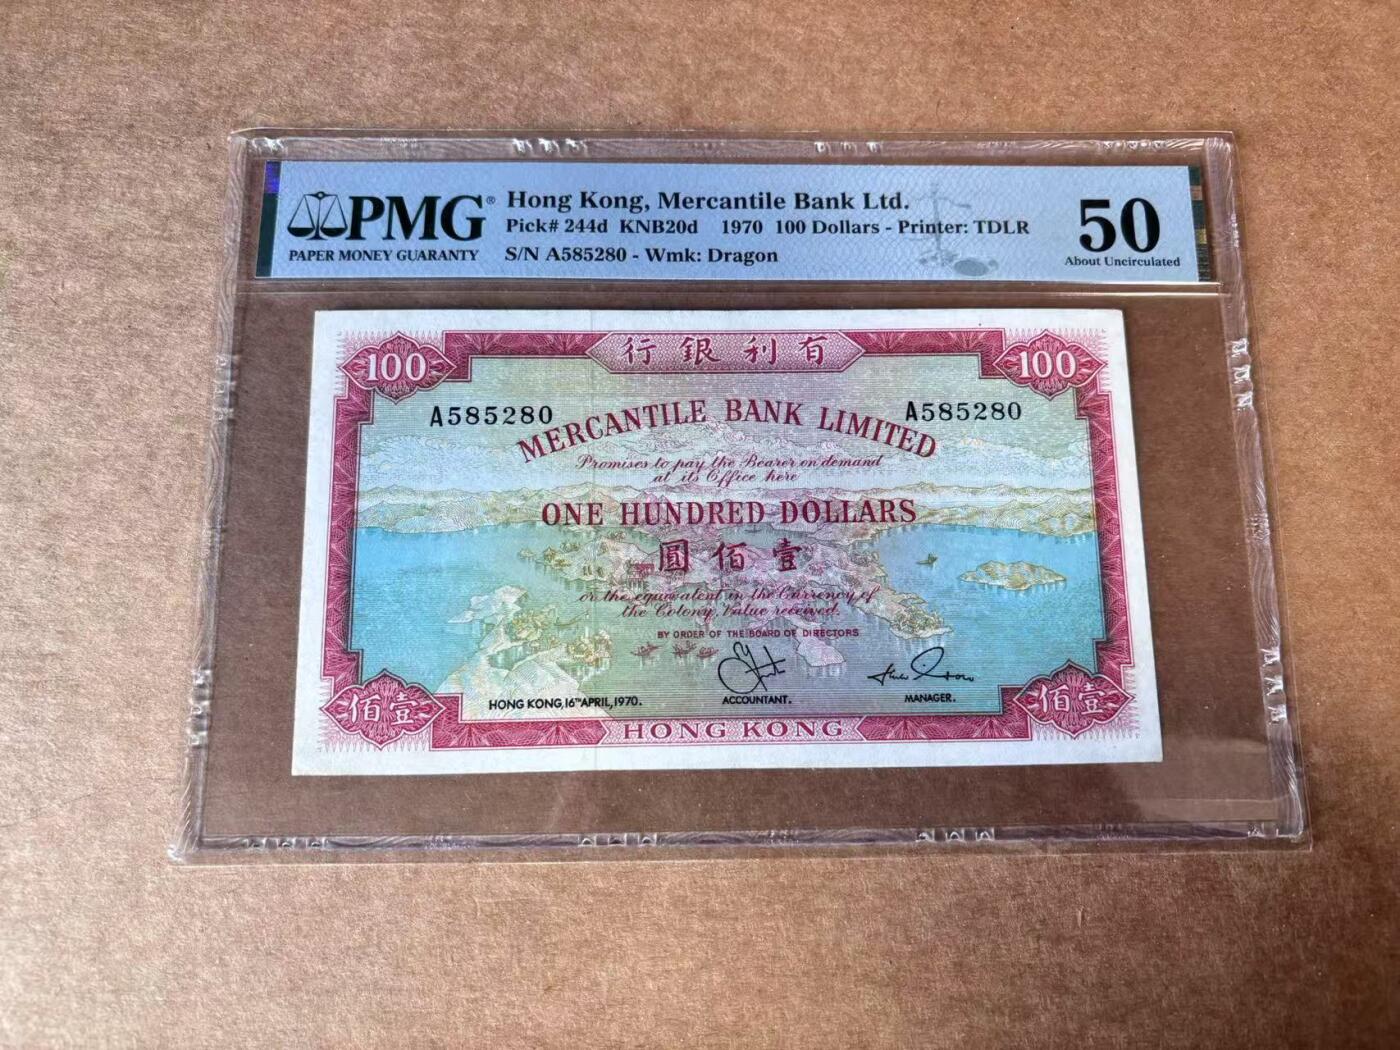 PMG®
PAPER MONEY GUARANTY
Hong Kong, Mercantile Bank Ltd.
Pick# 244d KNB20d 1970 100 Dollars - Printer: TDLR
S/N A585280 - Wmk: Dragon
50
About Uncirculated
行銀利有
100
100
A585280
A585280
MERCANTILE BANK LIMITED
Promises to pay the Bearer on demand
at its Office here
ONE HUNDRED DOLLARS
圓佰壹
or the equivalent in the Currency of
the Colony, Value received.
BY ORDER OF THE BOARD OF DIRECTORS
HONG KONG, 16TH APRIL, 1970.
ACCOUNTANT.
MANAGER.
佰壹
佰壹
HONG KONG